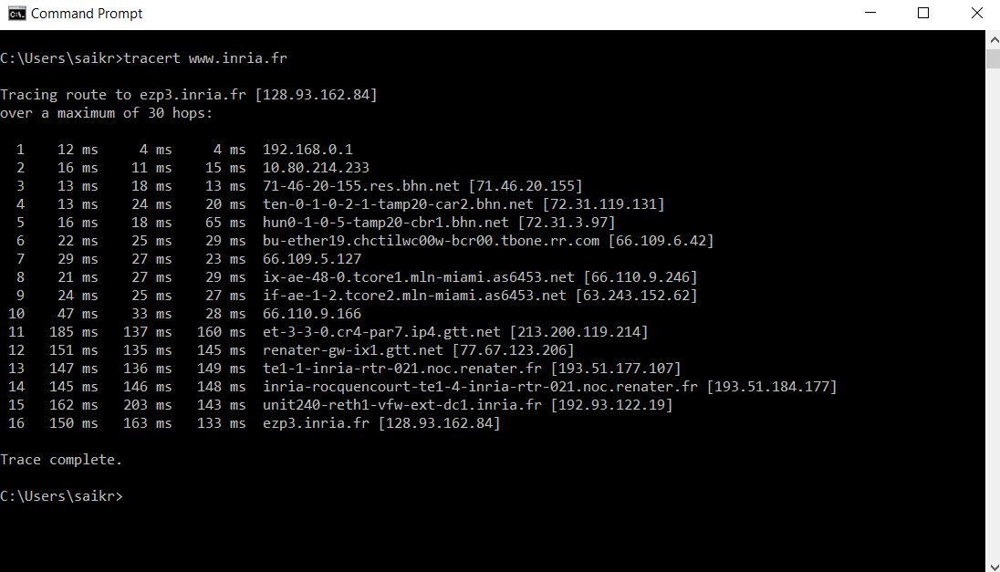 Command Prompt
C:\Users\saikr>tracert www.inria.fr
Tracing route to ezp3.inria.fr [128.93.162.84]
over a maximum of 30 hops:
1 12 ms 4 ms 4 ms 192.168.0.1
2 16 ms 11 ms 15 ms 10.80.214.233
3 13 ms 18 ms 13 ms 71-46-20-155.res.bhn.net [71.46.20.155]
4 13 ms 24 ms 20 ms ten-0-1-0-2-1-tamp20-car2.bhn.net [72.31.119.131]
5 16 ms 18 ms 65 ms hun0-1-0-5-tamp20-cbr1.bhn.net [72.31.3.97]
6 22 ms 25 ms 29 ms bu-ether19.chctilwc00w-bcr00.tbone.rr.com [66.109.6.42]
7 29 ms 27 ms 23 ms 66.109.5.127
8 21 ms 27 ms 29 ms ix-ae-48-0.tcore1.mln-miami.as6453.net [66.110.9.246]
9 24 ms 25 ms 27 ms if-ae-1-2.tcore2.mln-miami.as6453.net [63.243.152.62]
10 47 ms 33 ms 28 ms 66.110.9.166
11 185 ms 137 ms 160 ms et-3-3-0.cr4-par7.ip4.gtt.net [213.200.119.214]
12 151 ms 135 ms 145 ms renater-gw-ix1.gtt.net [77.67.123.206]
13 147 ms 136 ms 149 ms te1-1-inria-rtr-021.noc.renater.fr [193.51.177.107]
14 145 ms 146 ms 148 ms inria-rocquencourt-te1-4-inria-rtr-021.noc.renater.fr [193.51.184.177]
15 162 ms 203 ms 143 ms unit240-reth1-vfw-ext-dc1.inria.fr [192.93.122.19]
16 150 ms 163 ms 133 ms ezp3.inria.fr [128.93.162.84]
Trace complete.
C:\Users\saikr>